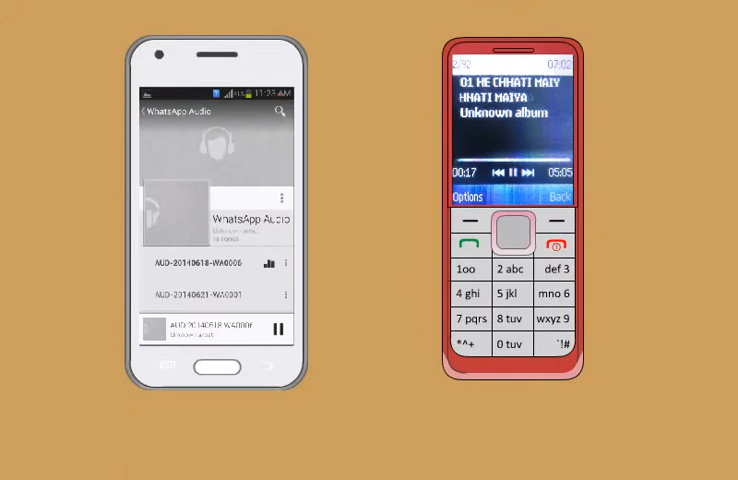 11:23 AM
WhatsApp Audio
WhatsApp Audio
AUD-20140618-WA0006
AUD-20140621-WA0001
AUD-20140618-WA0006
Unknown artist
2/92 07:02
01 HE CHHATI MAIY
HHATI MAIYA
Unknown album
00:17 05:05
Options Back
1oo 2 abc def 3
4 ghi 5 jkl mno 6
7 pqrs 8 tuv wxyz 9
*^+ 0 tuv `!#